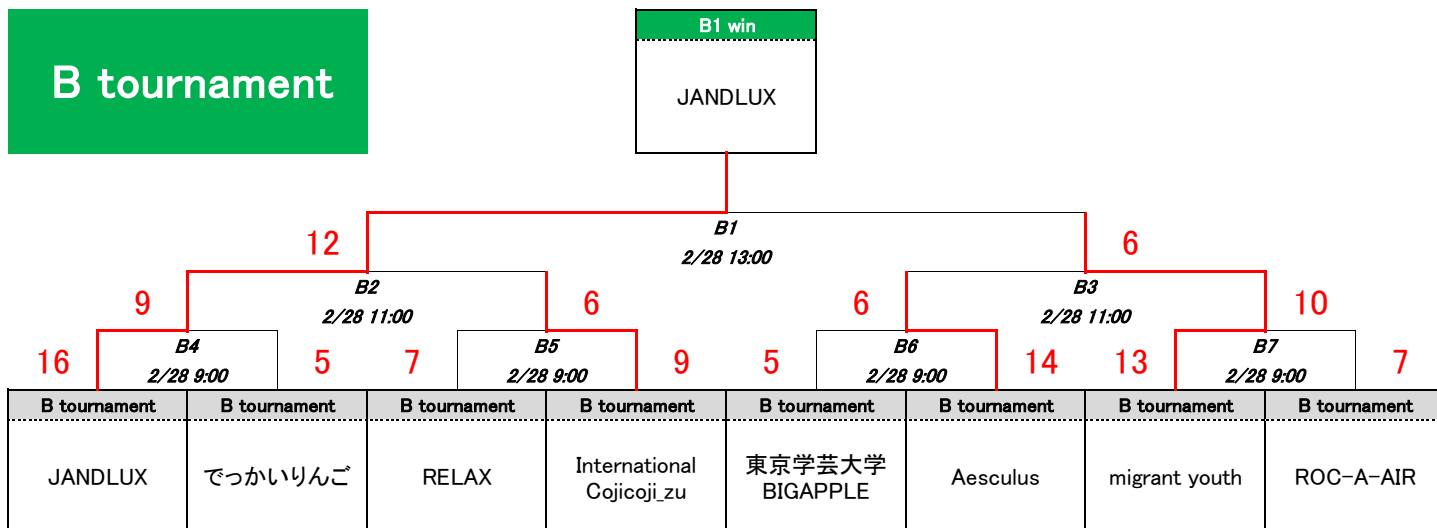 B tournament
B1 win
JANDLUX
B1
2/28 13:00
12
6
B2
2/28 11:00
B3
2/28 11:00
9
6
6
10
B4
2/28 9:00
B5
2/28 9:00
B6
2/28 9:00
B7
2/28 9:00
16
5
7
9
5
14
13
7
B tournament
B tournament
B tournament
B tournament
B tournament
B tournament
B tournament
B tournament
JANDLUX
でっかいりんご
RELAX
International
Cojicoji_zu
東京学芸大学
BIGAPPLE
Aesculus
migrant youth
ROC-A-AIR